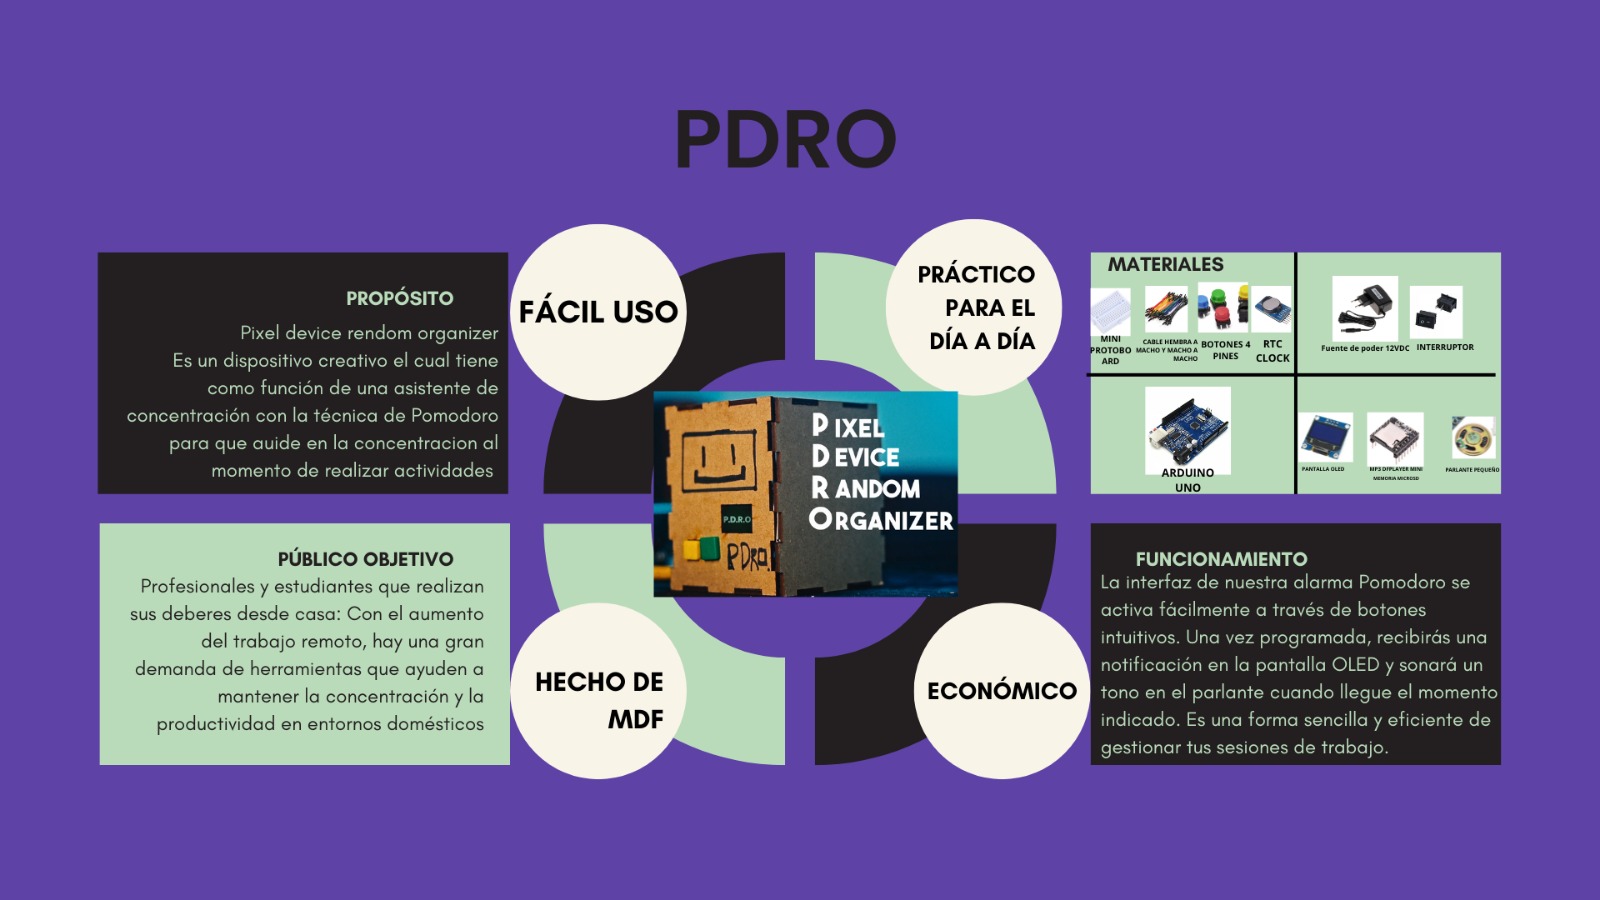 PDRO
FÁCIL USO
PRÁCTICO
PARA EL
DÍA A DÍA
PROPÓSITO
Pixel device rendom organizer
Es un dispositivo creativo el cual tiene
como función de una asistente de
concentración con la técnica de Pomodoro
para que auide en la concentracion al
momento de realizar actividades
MATERIALES
MINI
PROTOBO
ARD
CABLE HEMBRA A
MACHO Y MACHO A
MACHO
BOTONES 4
PINES
RTC
CLOCK
Fuente de poder 12VDC
INTERRUPTOR
ARDUINO
UNO
PANTALLA OLED
MP3 DFPLAYER MINI
MEMORIA MICROSD
PARLANTE PEQUEÑO
PIXEL
DEVICE
RANDOM
ORGANIZER
P.D.R.O
PDRO.
PÚBLICO OBJETIVO
Profesionales y estudiantes que realizan
sus deberes desde casa: Con el aumento
del trabajo remoto, hay una gran
demanda de herramientas que ayuden a
mantener la concentración y la
productividad en entornos domésticos
HECHO DE
MDF
ECONÓMICO
FUNCIONAMIENTO
La interfaz de nuestra alarma Pomodoro se
activa fácilmente a través de botones
intuitivos. Una vez programada, recibirás una
notificación en la pantalla OLED y sonará un
tono en el parlante cuando llegue el momento
indicado. Es una forma sencilla y eficiente de
gestionar tus sesiones de trabajo.